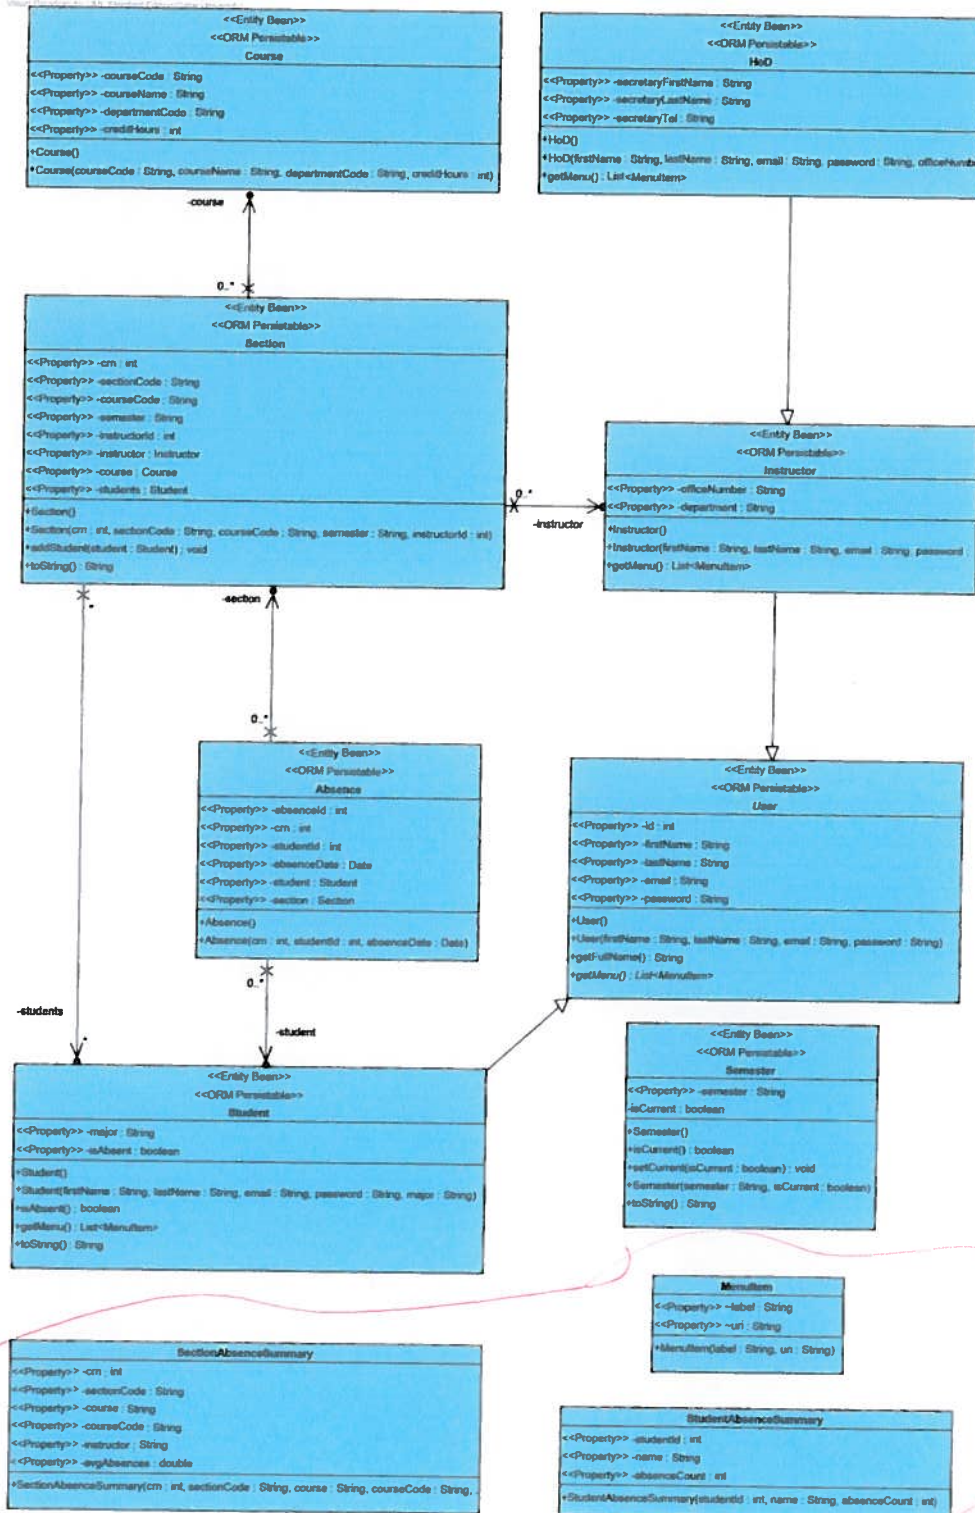 <<Entity Bean>>
<<ORM Persistable>>
Course
<<Property>> -courseCode : String
<<Property>> -courseName : String
<<Property>> -departmentCode : String
<<Property>> -creditHours : int
+Course()
+Course(courseCode : String, courseName : String, departmentCode : String, creditHours : int)
<<Entity Bean>>
<<ORM Persistable>>
HoD
<<Property>> -secretaryFirstName : String
<<Property>> -secretaryLastName : String
<<Property>> -secretaryTel : String
+HoD()
+HoD(firstName : String, lastName : String, email : String, password : String, officeNumbe
+getMenu() : List<MenuItem>
-course
0..*
<<Entity Bean>>
<<ORM Persistable>>
Section
<<Property>> -crn : int
<<Property>> -sectionCode : String
<<Property>> -courseCode : String
<<Property>> -semester : String
<<Property>> -instructorId : int
<<Property>> -instructor : Instructor
<<Property>> -course : Course
<<Property>> -students : Student
+Section()
+Section(crn : int, sectionCode : String, courseCode : String, semester : String, instructorId : int)
+addStudent(student : Student) : void
+toString() : String
0..*
-instructor
<<Entity Bean>>
<<ORM Persistable>>
Instructor
<<Property>> -officeNumber : String
<<Property>> -department : String
+Instructor()
+Instructor(firstName : String, lastName : String, email : String, password :
+getMenu() : List<MenuItem>
*
-section
0..*
<<Entity Bean>>
<<ORM Persistable>>
Absence
<<Property>> -absenceId : int
<<Property>> -crn : int
<<Property>> -studentId : int
<<Property>> -absenceDate : Date
<<Property>> -student : Student
<<Property>> -section : Section
+Absence()
+Absence(crn : int, studentId : int, absenceDate : Date)
<<Entity Bean>>
<<ORM Persistable>>
User
<<Property>> -id : int
<<Property>> -firstName : String
<<Property>> -lastName : String
<<Property>> -email : String
<<Property>> -password : String
+User()
+User(firstName : String, lastName : String, email : String, password : String)
+getFullName() : String
+getMenu() : List<MenuItem>
0..*
-students
*
-student
<<Entity Bean>>
<<ORM Persistable>>
Student
<<Property>> -major : String
<<Property>> -isAbsent : boolean
+Student()
+Student(firstName : String, lastName : String, email : String, password : String, major : String)
+isAbsent() : boolean
+getMenu() : List<MenuItem>
+toString() : String
<<Entity Bean>>
<<ORM Persistable>>
Semester
<<Property>> -semester : String
-isCurrent : boolean
+Semester()
+isCurrent() : boolean
+setCurrent(isCurrent : boolean) : void
+Semester(semester : String, isCurrent : boolean)
+toString() : String
MenuItem
<<Property>> ~label : String
<<Property>> ~uri : String
+MenuItem(label : String, uri : String)
SectionAbsenceSummary
<<Property>> -crn : int
<<Property>> -sectionCode : String
<<Property>> -course : String
<<Property>> -courseCode : String
<<Property>> -instructor : String
<<Property>> -avgAbsences : double
+SectionAbsenceSummary(crn : int, sectionCode : String, course : String, courseCode : String,
StudentAbsenceSummary
<<Property>> -studentId : int
<<Property>> -name : String
<<Property>> -absenceCount : int
+StudentAbsenceSummary(studentId : int, name : String, absenceCount : int)